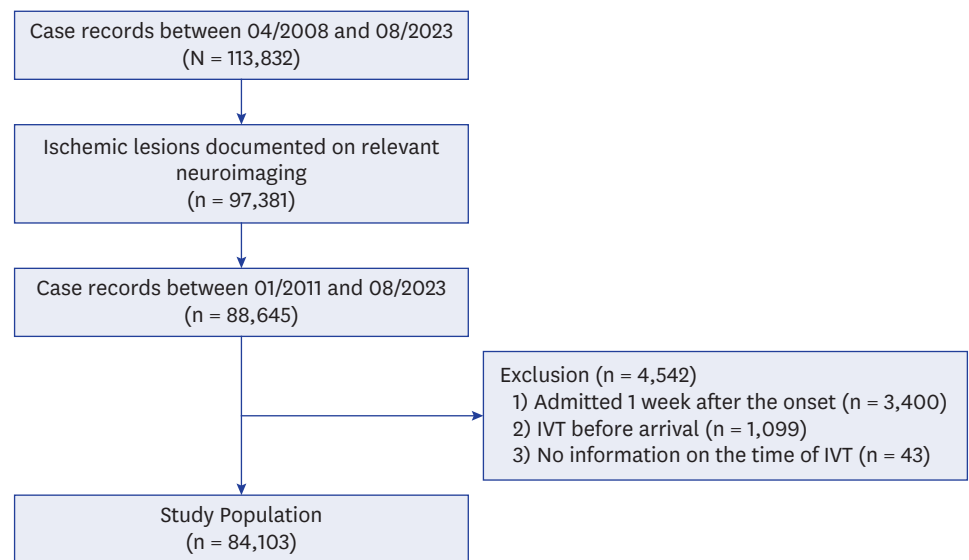 Case records between 04/2008 and 08/2023
(N = 113,832)
Ischemic lesions documented on relevant
neuroimaging
(n = 97,381)
Case records between 01/2011 and 08/2023
(n = 88,645)
Exclusion (n = 4,542)
1) Admitted 1 week after the onset (n = 3,400)
2) IVT before arrival (n = 1,099)
3) No information on the time of IVT (n = 43)
Study Population
(n = 84,103)